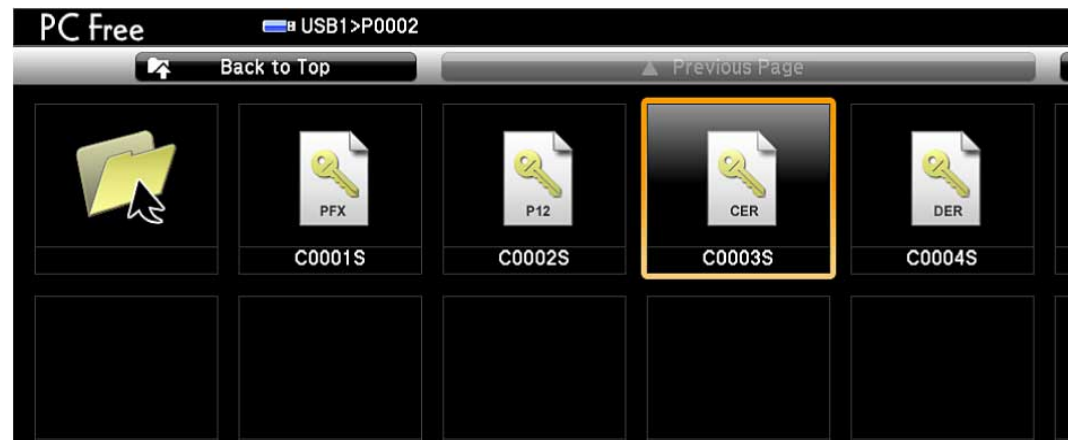 PC Free USB1>P0002
Back to Top ▲ Previous Page
PFX P12 CER DER
C0001S C0002S C0003S C0004S